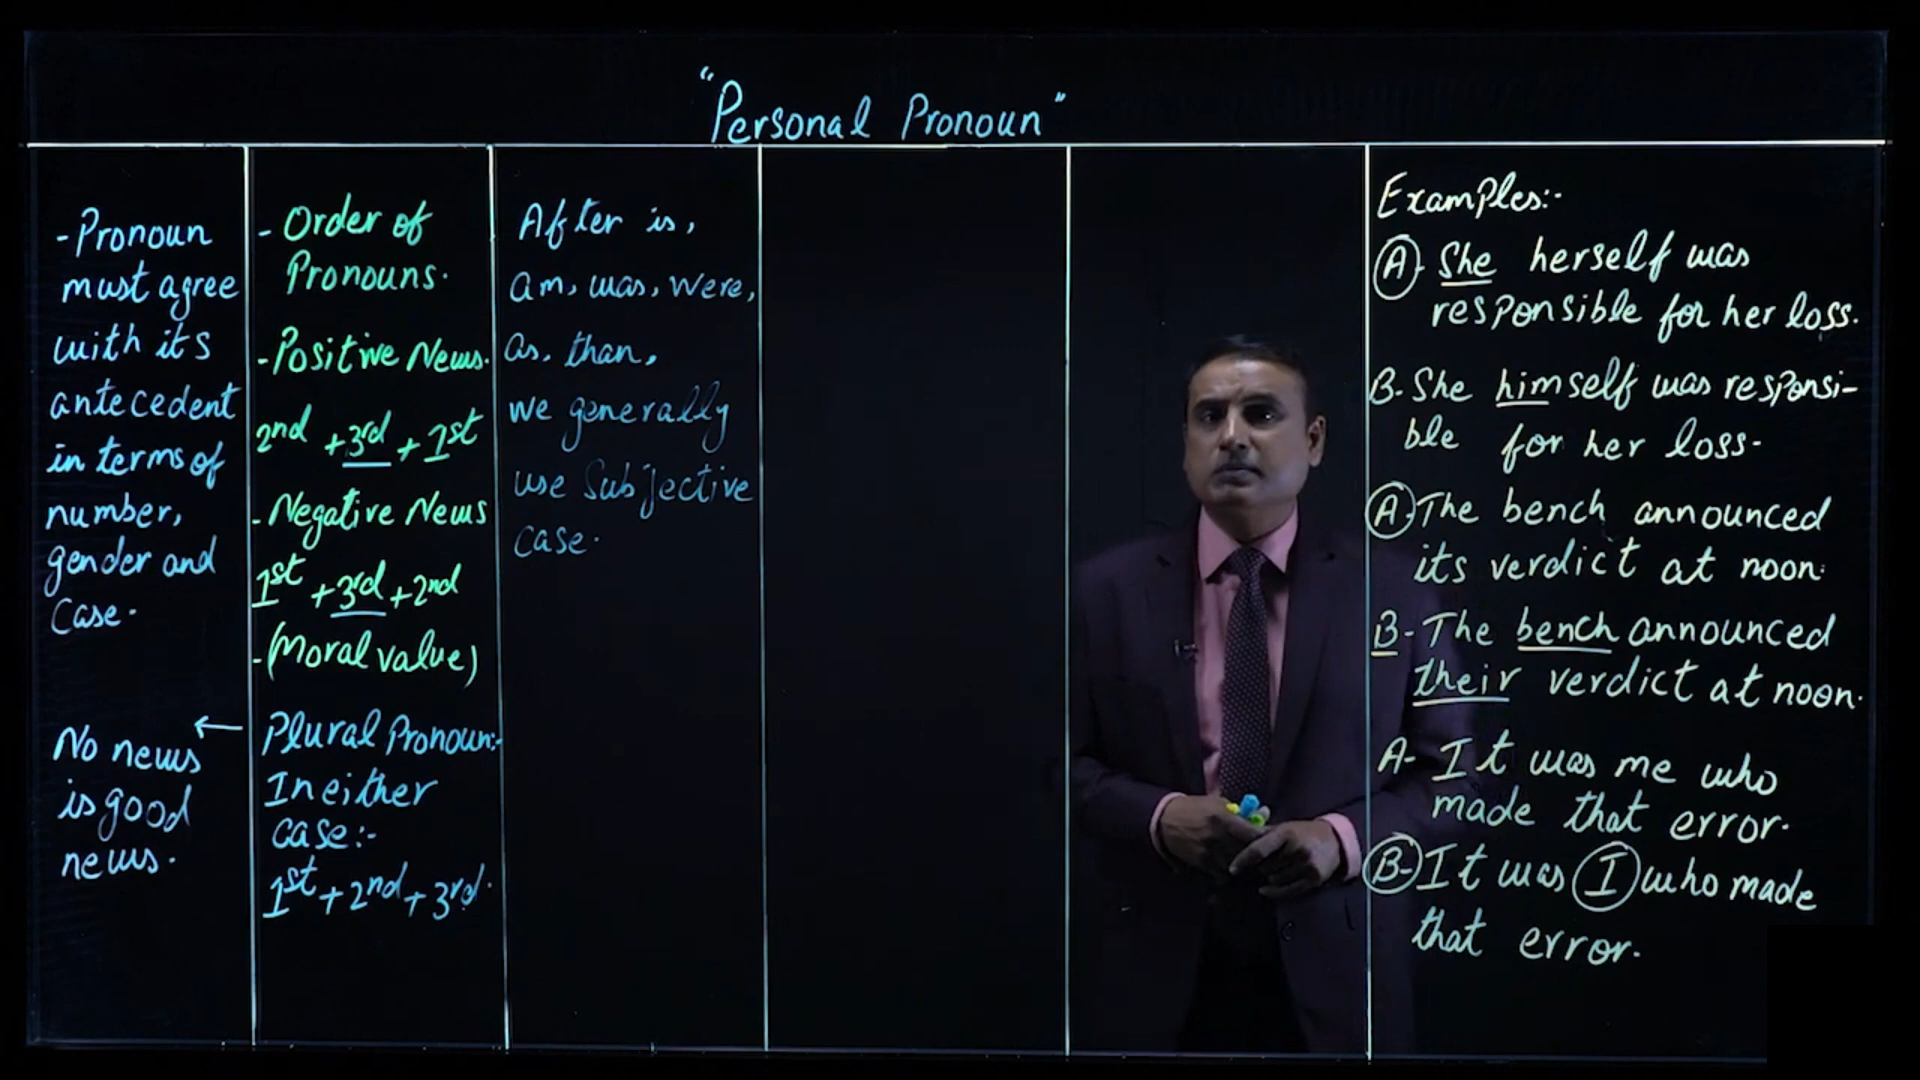 "Personal Pronoun"
- Pronoun
must agree
with its
antecedent
in terms of
number,
gender and
Case.
No news
is good
news.
- Order of
Pronouns.
- Positive News.
2nd + 3rd + 1st
- Negative News
1st + 3rd + 2nd
- (Moral value)
Plural Pronoun:-
In either
case:-
1st + 2nd + 3rd.
After is,
am, was, were,
as, than,
we generally
use Subjective
case.
Examples:-
A- She herself was
responsible for her loss.
B- She himself was responsi-
ble for her loss-
A- The bench announced
its verdict at noon.
B- The bench announced
their verdict at noon.
A- It was me who
made that error.
B- It was I who made
that error.